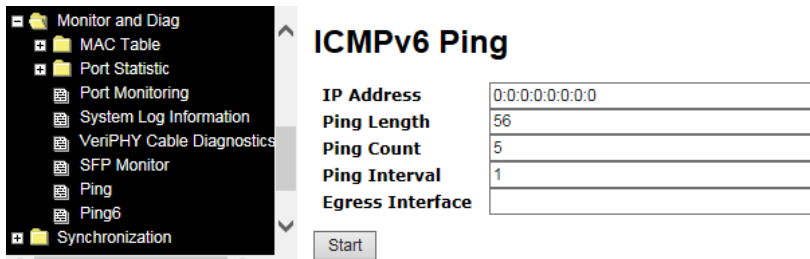 Monitor and Diag
MAC Table
Port Statistic
Port Monitoring
System Log Information
VeriPHY Cable Diagnostics
SFP Monitor
Ping
Ping6
Synchronization
ICMPv6 Ping
IP Address 0:0:0:0:0:0:0:0
Ping Length 56
Ping Count 5
Ping Interval 1
Egress Interface
Start